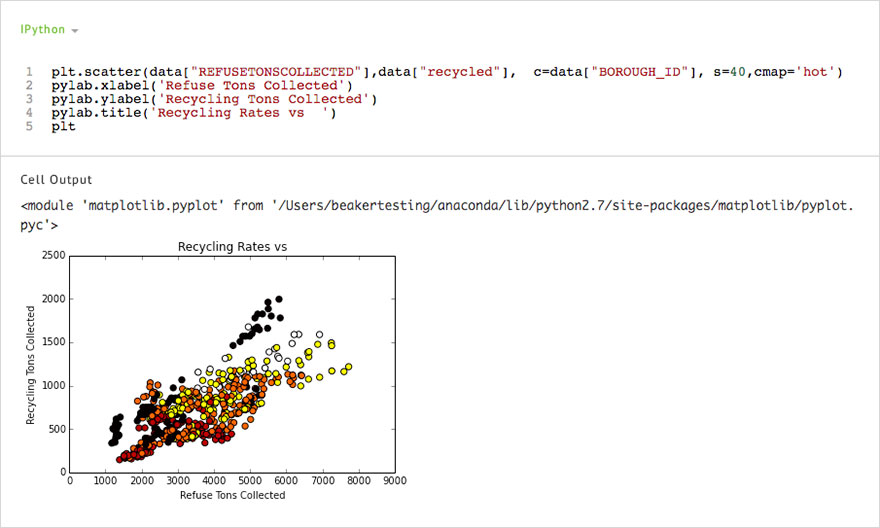 IPython
1 plt.scatter(data["REFUSETONSCOLLECTED"],data["recycled"],  c=data["BOROUGH_ID"], s=40,cmap='hot')
2 pylab.xlabel('Refuse Tons Collected')
3 pylab.ylabel('Recycling Tons Collected')
4 pylab.title('Recycling Rates vs  ')
5 plt
Cell Output
<module 'matplotlib.pyplot' from '/Users/beakertesting/anaconda/lib/python2.7/site-packages/matplotlib/pyplot.
pyc'>
Recycling Rates vs
2500
2000
1500
1000
500
0
Recycling Tons Collected
0 1000 2000 3000 4000 5000 6000 7000 8000 9000
Refuse Tons Collected